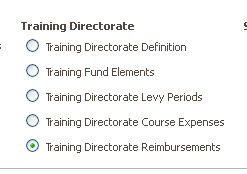 Training Directorate
Training Directorate Definition
Training Fund Elements
Training Directorate Levy Periods
Training Directorate Course Expenses
Training Directorate Reimbursements